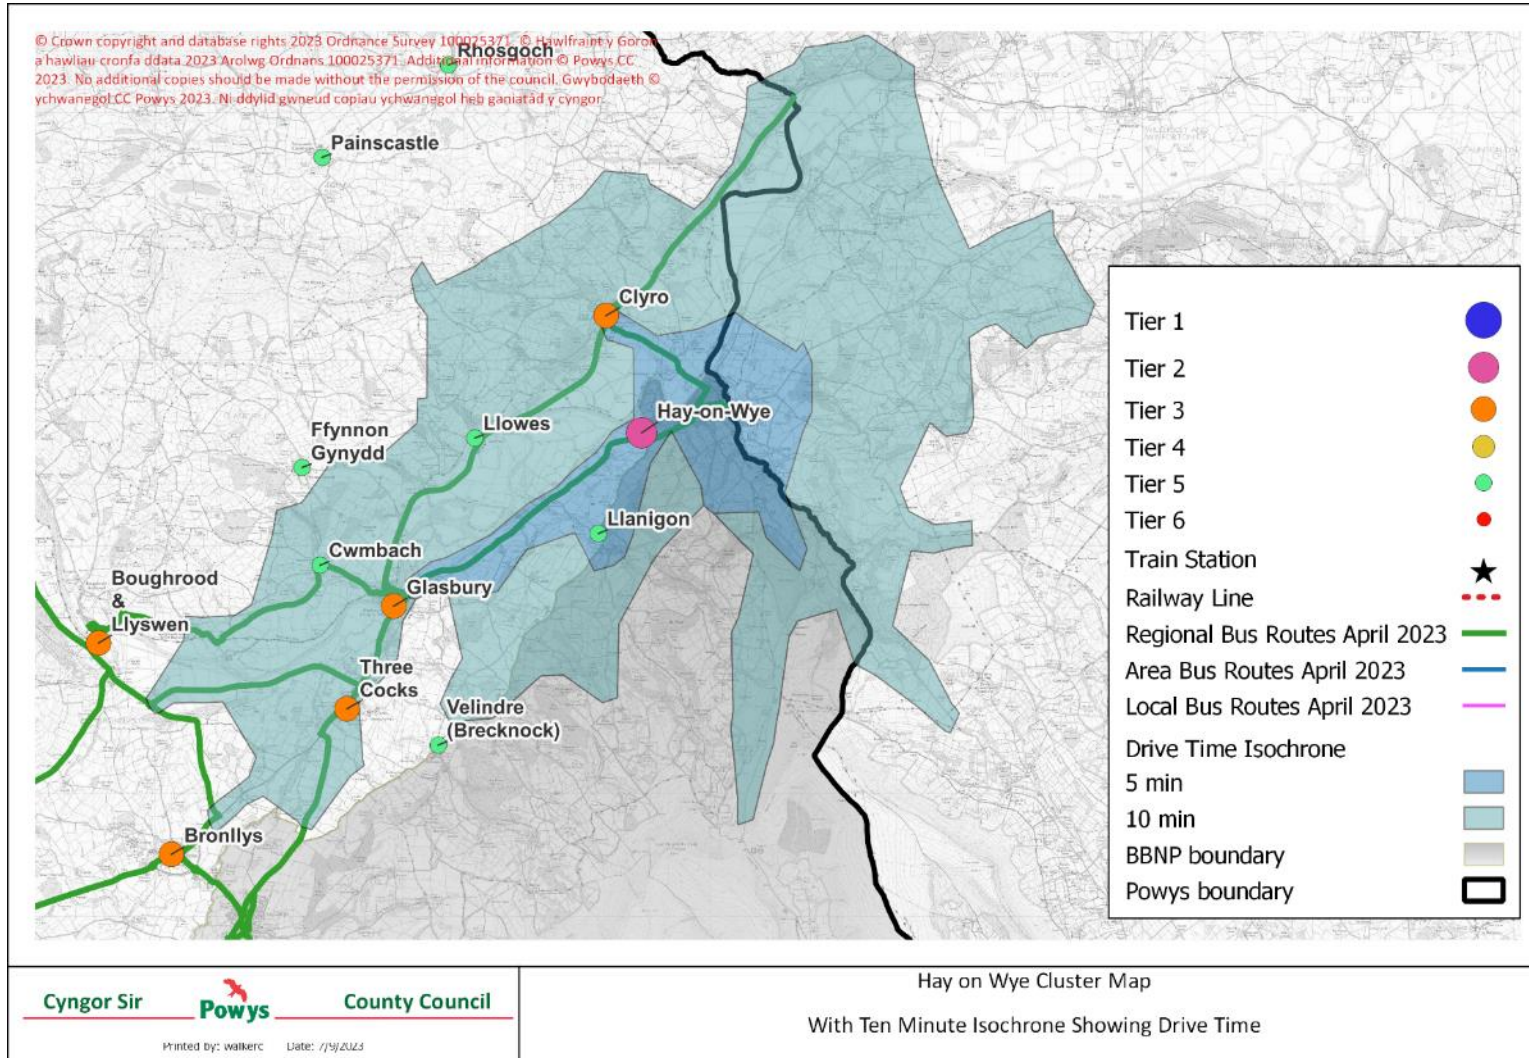 © Crown copyright and database rights 2023 Ordnance Survey 100025371. © Hawlfraint y Goron
a hawliau cronfa ddata 2023 Arolwg Ordnans 100025371. Additional information © Powys CC
2023. No additional copies should be made without the permission of the council. Gwybodaeth ©
ychwanegol CC Powys 2023. Ni ddylid gwneud copiau ychwanegol heb ganiatâd y cyngor.
Rhosgoch
Painscastle
Clyro
Hay-on-Wye
Llowes
Ffynnon
Gynydd
Llanigon
Cwmbach
Glasbury
Boughrood
&
Llyswen
Three
Cocks
Velindre
(Brecknock)
Bronllys
Tier 1
Tier 2
Tier 3
Tier 4
Tier 5
Tier 6
Train Station
Railway Line
Regional Bus Routes April 2023
Area Bus Routes April 2023
Local Bus Routes April 2023
Drive Time Isochrone
5 min
10 min
BBNP boundary
Powys boundary
Cyngor Sir Powys County Council
Printed by: walkerc Date: 7/9/2023
Hay on Wye Cluster Map
With Ten Minute Isochrone Showing Drive Time